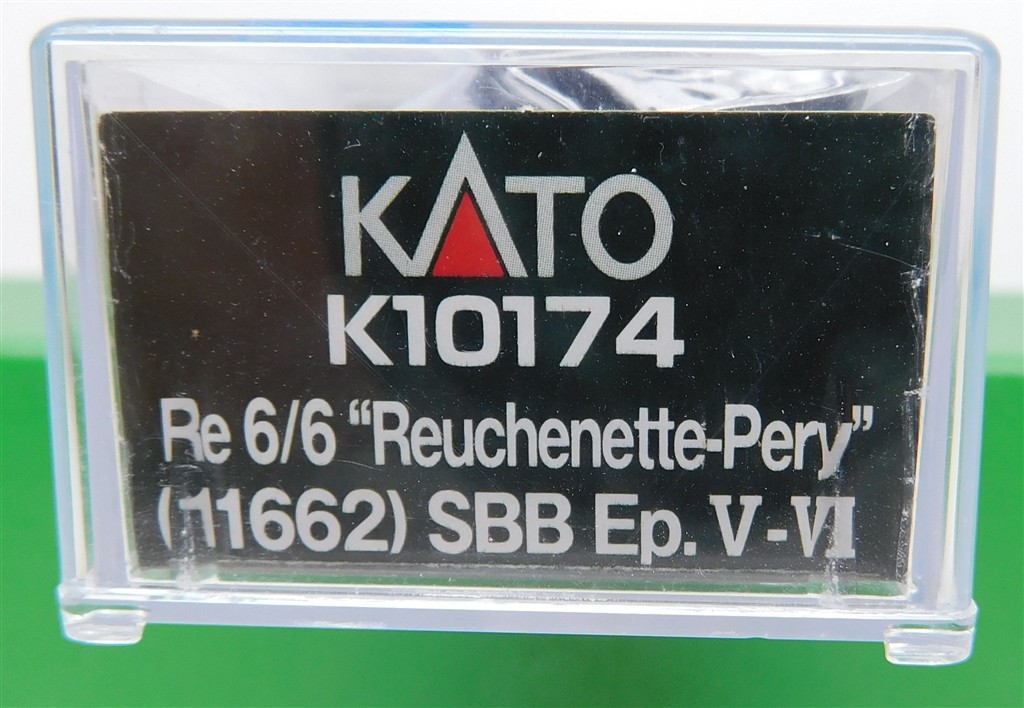 KATO
K10174
Re 6/6 “Reuchenette-Pery”
(11662) SBB Ep. V-VI